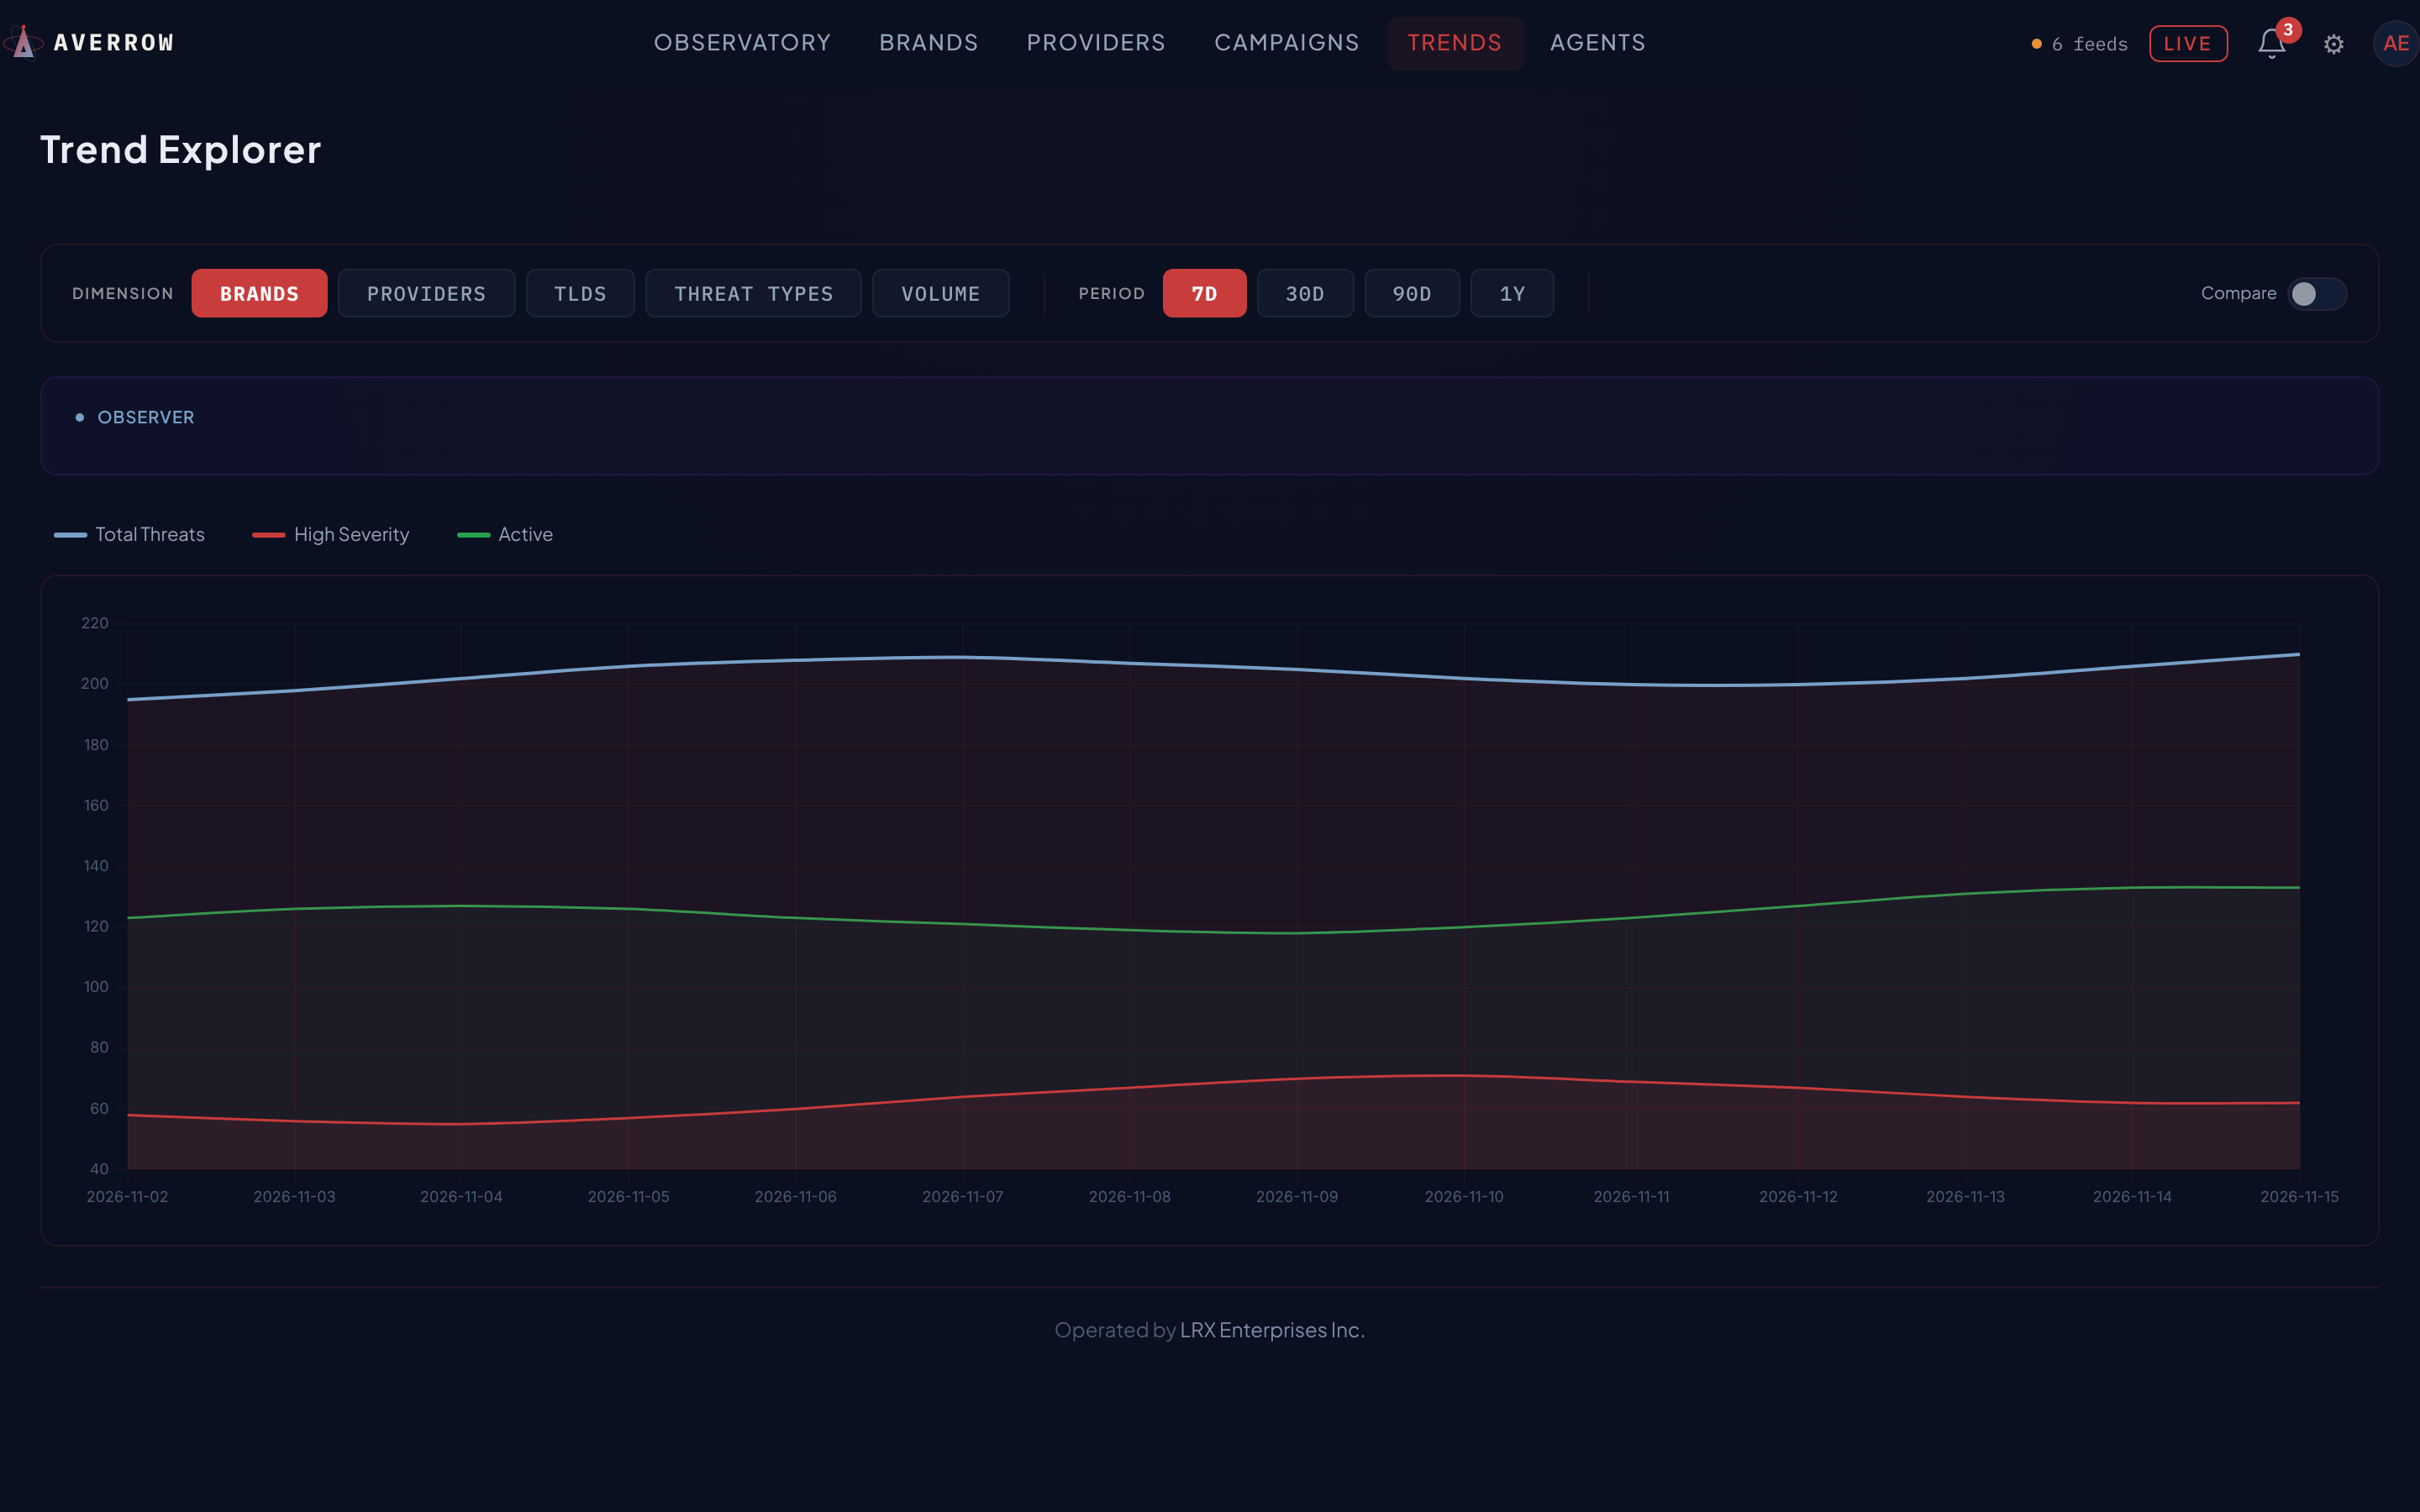 AVERROW
OBSERVATORY BRANDS PROVIDERS CAMPAIGNS TRENDS AGENTS
6 feeds LIVE 3 AE
Trend Explorer
DIMENSION BRANDS PROVIDERS TLDS THREAT TYPES VOLUME PERIOD 7D 30D 90D 1Y Compare
OBSERVER
Total Threats High Severity Active
220
200
180
160
140
120
100
80
60
40
2026-11-02 2026-11-03 2026-11-04 2026-11-05 2026-11-06 2026-11-07 2026-11-08 2026-11-09 2026-11-10 2026-11-11 2026-11-12 2026-11-13 2026-11-14 2026-11-15
Operated by LRX Enterprises Inc.